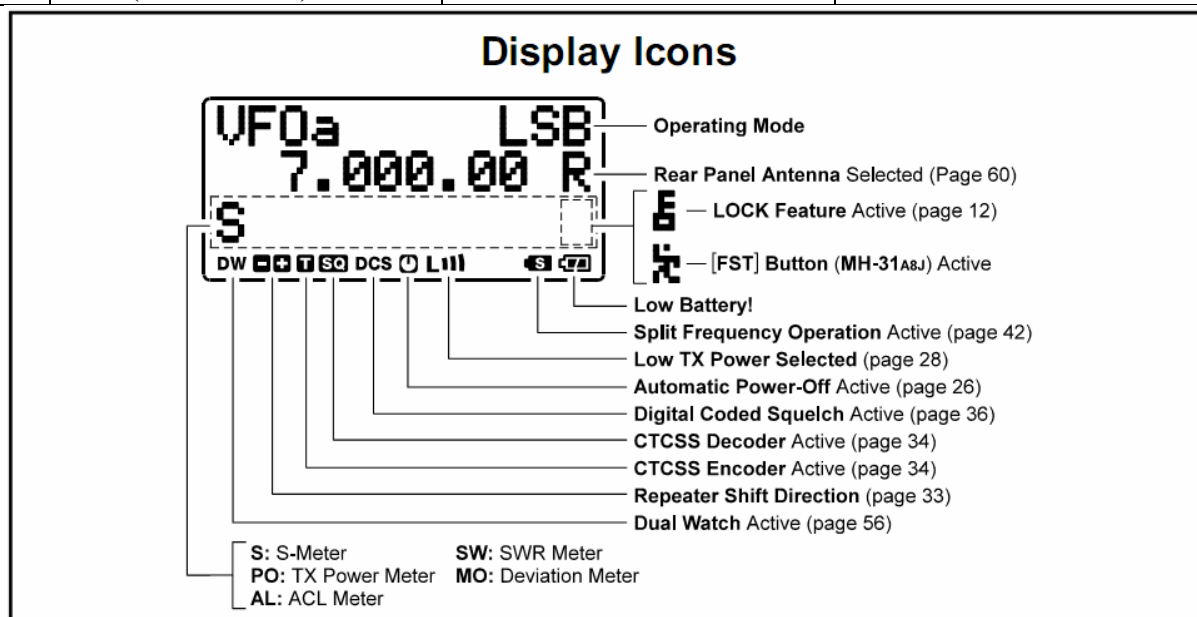 Display Icons
VFOa LSB
7.000.00 R
S
DW - + T SQ DCS L S
Operating Mode
Rear Panel Antenna Selected (Page 60)
LOCK Feature Active (page 12)
[FST] Button (MH-31A8J) Active
Low Battery!
Split Frequency Operation Active (page 42)
Low TX Power Selected (page 28)
Automatic Power-Off Active (page 26)
Digital Coded Squelch Active (page 36)
CTCSS Decoder Active (page 34)
CTCSS Encoder Active (page 34)
Repeater Shift Direction (page 33)
Dual Watch Active (page 56)
S: S-Meter SW: SWR Meter
PO: TX Power Meter MO: Deviation Meter
AL: ACL Meter